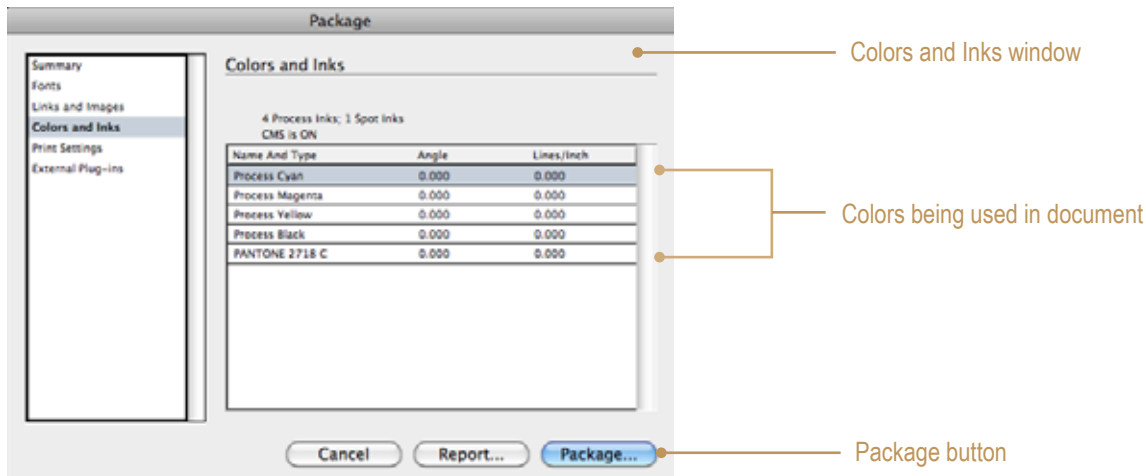 Package
Summary
Fonts
Links and Images
Colors and Inks
Print Settings
External Plug-ins
Colors and Inks
4 Process Inks; 1 Spot Inks
CMS is ON
Name And Type Angle Lines/Inch
Process Cyan 0.000 0.000
Process Magenta 0.000 0.000
Process Yellow 0.000 0.000
Process Black 0.000 0.000
PANTONE 2718 C 0.000 0.000
Cancel Report... Package...
Colors and Inks window
Colors being used in document
Package button